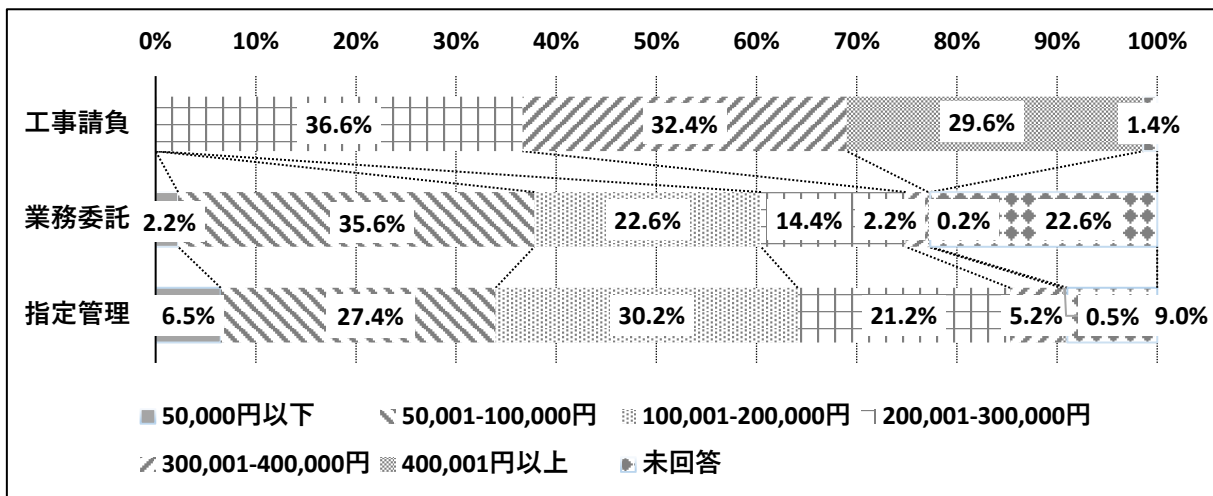 0% 10% 20% 30% 40% 50% 60% 70% 80% 90% 100%
工事請負 36.6% 32.4% 29.6% 1.4%
業務委託 2.2% 35.6% 22.6% 14.4% 2.2% 0.2% 22.6%
指定管理 6.5% 27.4% 30.2% 21.2% 5.2% 0.5% 9.0%
50,000円以下 50,001-100,000円 100,001-200,000円 200,001-300,000円
300,001-400,000円 400,001円以上 未回答